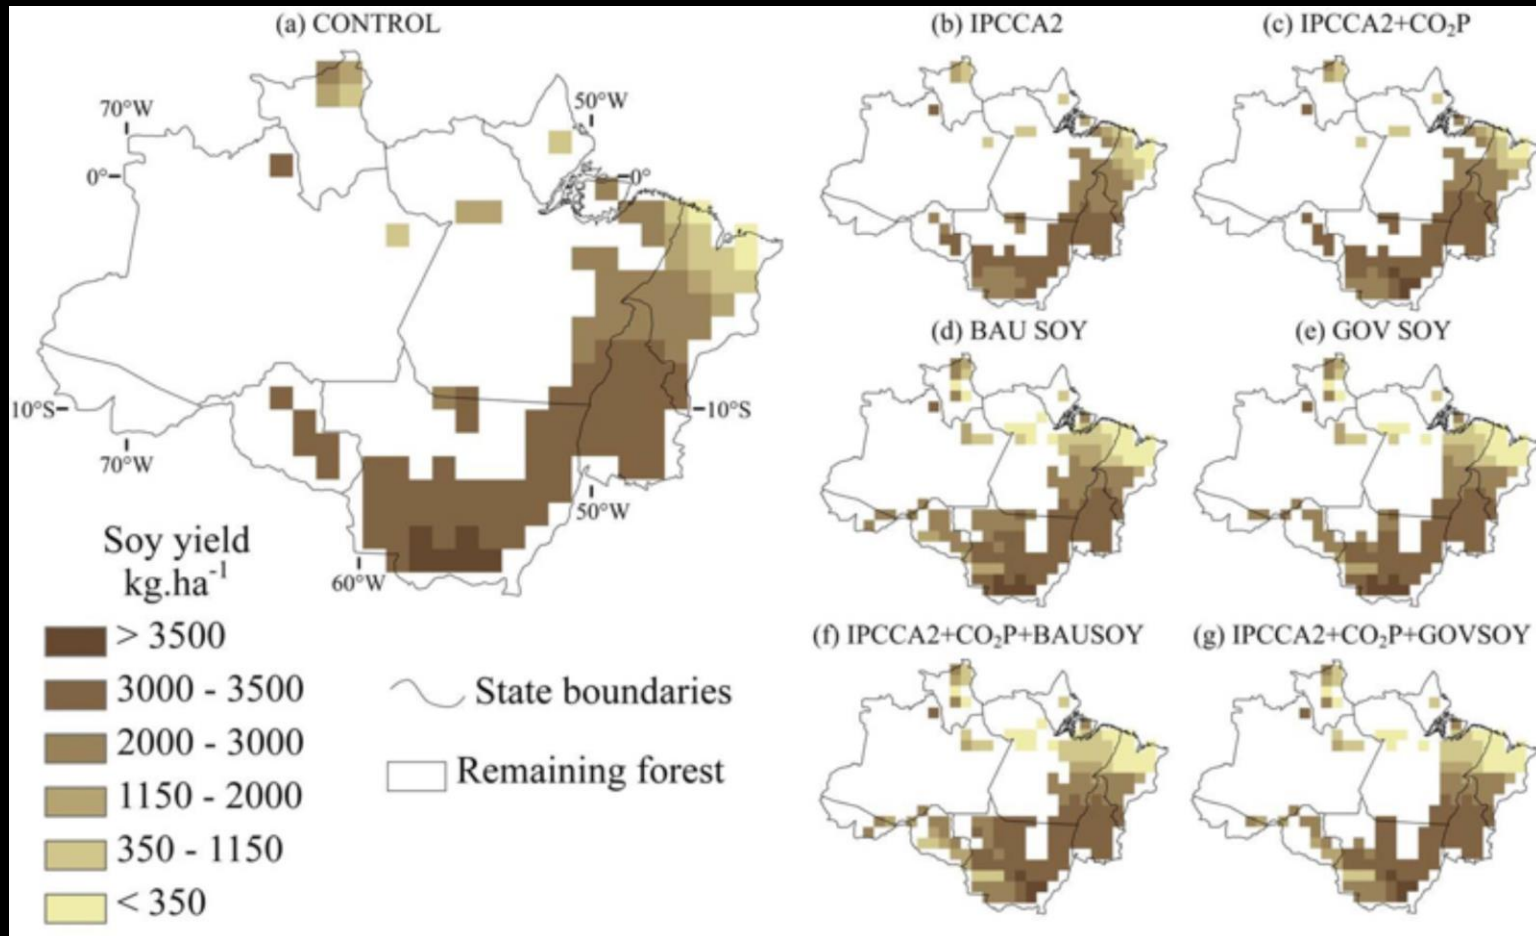 (a) CONTROL
(b) IPCCA2
(c) IPCCA2+CO₂P
70°W
50°W
0°
0°
10°S
10°S
70°W
50°W
60°W
(d) BAU SOY
(e) GOV SOY
(f) IPCCA2+CO₂P+BAUSOY
(g) IPCCA2+CO₂P+GOVSOY
Soy yield
kg.ha⁻¹
> 3500
3000 - 3500
2000 - 3000
1150 - 2000
350 - 1150
< 350
State boundaries
Remaining forest